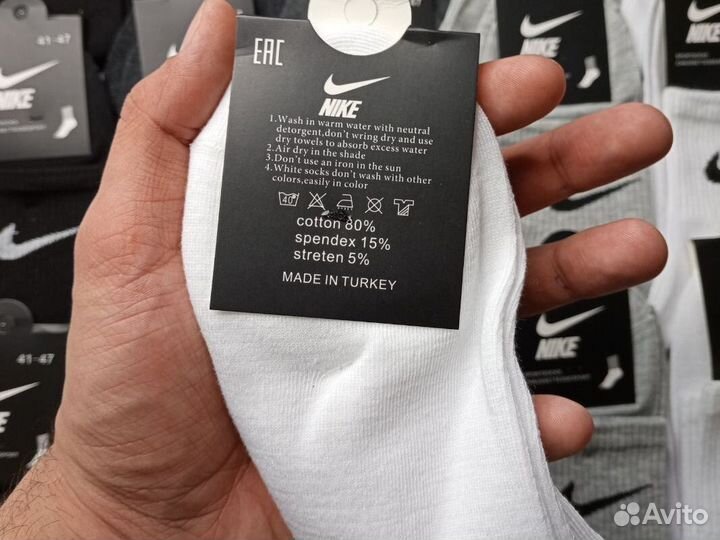 41-47
NIKE
EAC
NIKE
1.Wash in warm water with neutral
detorgent,don't wring dry and use
dry towels to absorb excess water
2.Air dry in the shade
3.Don't use an iron in the sun
4.White socks don't wash with other
colors,easily in color
40°
cotton 80%
spendex 15%
streten 5%
MADE IN TURKEY
41-47
NIKE
NIKE
NIKE
Avito